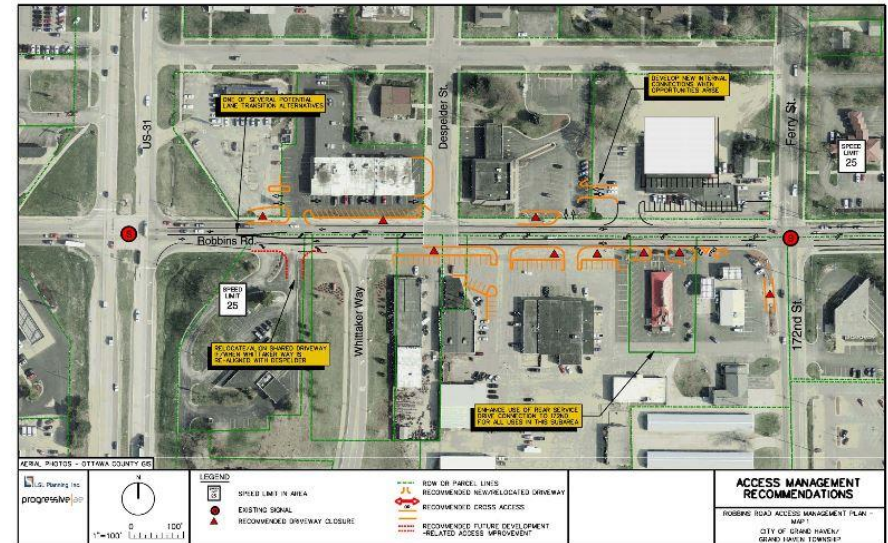 US-31
ONE OF SEVERAL POTENTIAL
LANE TRANSITION ALTERNATIVES
Despelder St.
DEVELOP NEW INTERNAL
CONNECTIONS WHEN
OPPORTUNITIES ARISE
Ferry St.
SPEED
LIMIT
25
Robbins Rd.
SPEED
LIMIT
25
Whittaker Way
172nd St.
RELOCATE/ALIGN SHARED DRIVEWAY
IF/WHEN WHITTAKER WAY IS
RE-ALIGNED WITH DESPELDER
ENHANCE USE OF REAR SERVICE
DRIVE CONNECTION TO 172ND
FOR ALL USES IN THIS SUBAREA
AERIAL PHOTOS - OTTAWA COUNTY GIS
LSL Planning Inc.
progressive ae
N
1"=100' 0 100'
LEGEND
SPEED LIMIT IN AREA
EXISTING SIGNAL
RECOMMENDED DRIVEWAY CLOSURE
ROW OR PARCEL LINES
RECOMMENDED NEW/RELOCATED DRIVEWAY
OR
RECOMMENDED CROSS ACCESS
RECOMMENDED FUTURE DEVELOPMENT
-RELATED ACCESS IMPROVEMENT
ACCESS MANAGEMENT
RECOMMENDATIONS
ROBBINS ROAD ACCESS MANAGEMENT PLAN -
MAP 1
CITY OF GRAND HAVEN/
GRAND HAVEN TOWNSHIP